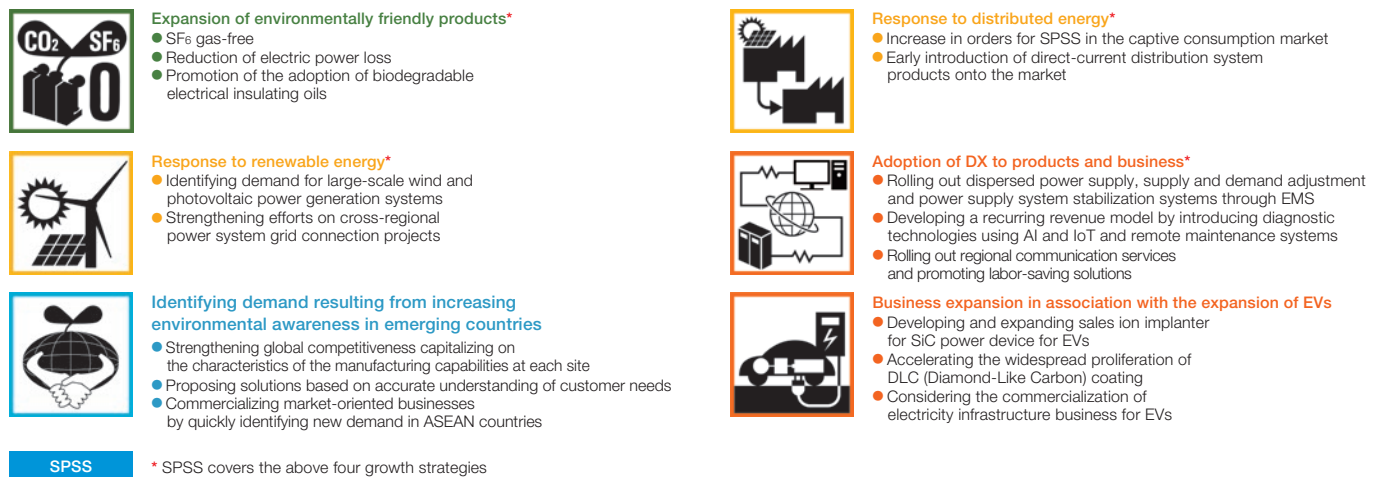 CO2 SF6
0
Expansion of environmentally friendly products*
● SF6 gas-free
● Reduction of electric power loss
● Promotion of the adoption of biodegradable
electrical insulating oils
Response to renewable energy*
● Identifying demand for large-scale wind and
photovoltaic power generation systems
● Strengthening efforts on cross-regional
power system grid connection projects
Identifying demand resulting from increasing
environmental awareness in emerging countries
● Strengthening global competitiveness capitalizing on
the characteristics of the manufacturing capabilities at each site
● Proposing solutions based on accurate understanding of customer needs
● Commercializing market-oriented businesses
by quickly identifying new demand in ASEAN countries
Response to distributed energy*
● Increase in orders for SPSS in the captive consumption market
● Early introduction of direct-current distribution system
products onto the market
Adoption of DX to products and business*
● Rolling out dispersed power supply, supply and demand adjustment
and power supply system stabilization systems through EMS
● Developing a recurring revenue model by introducing diagnostic
technologies using AI and IoT and remote maintenance systems
● Rolling out regional communication services
and promoting labor-saving solutions
Business expansion in association with the expansion of EVs
● Developing and expanding sales ion implanter
for SiC power device for EVs
● Accelerating the widespread proliferation of
DLC (Diamond-Like Carbon) coating
● Considering the commercialization of
electricity infrastructure business for EVs
SPSS
* SPSS covers the above four growth strategies